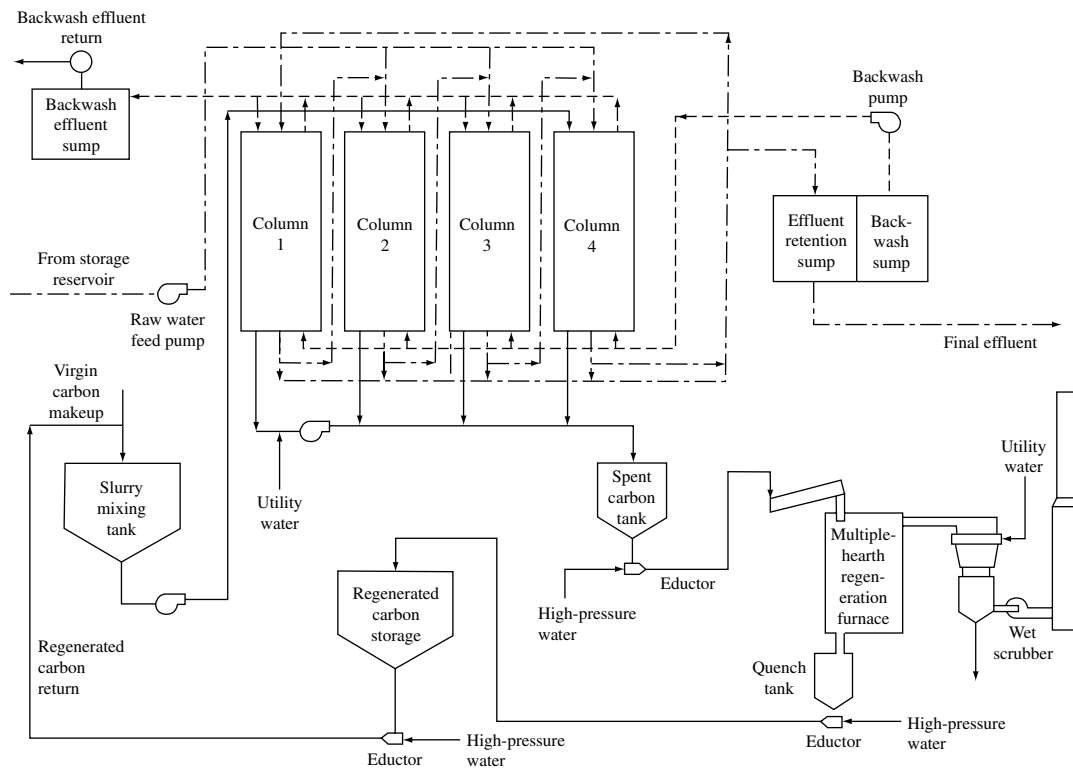 Backwash effluent
return
Backwash
effluent
sump
Backwash
pump
Column
1
Column
2
Column
3
Column
4
Effluent
retention
sump
Back-
wash
sump
From storage
reservoir
Raw water
feed pump
Final effluent
Virgin
carbon
makeup
Slurry
mixing
tank
Utility
water
Spent
carbon
tank
Utility
water
Multiple-
hearth
regen-
eration
furnace
Eductor
High-pressure
water
Regenerated
carbon
storage
Regenerated
carbon
return
Wet
scrubber
Quench
tank
High-pressure
water
Eductor
High-pressure
water
Eductor